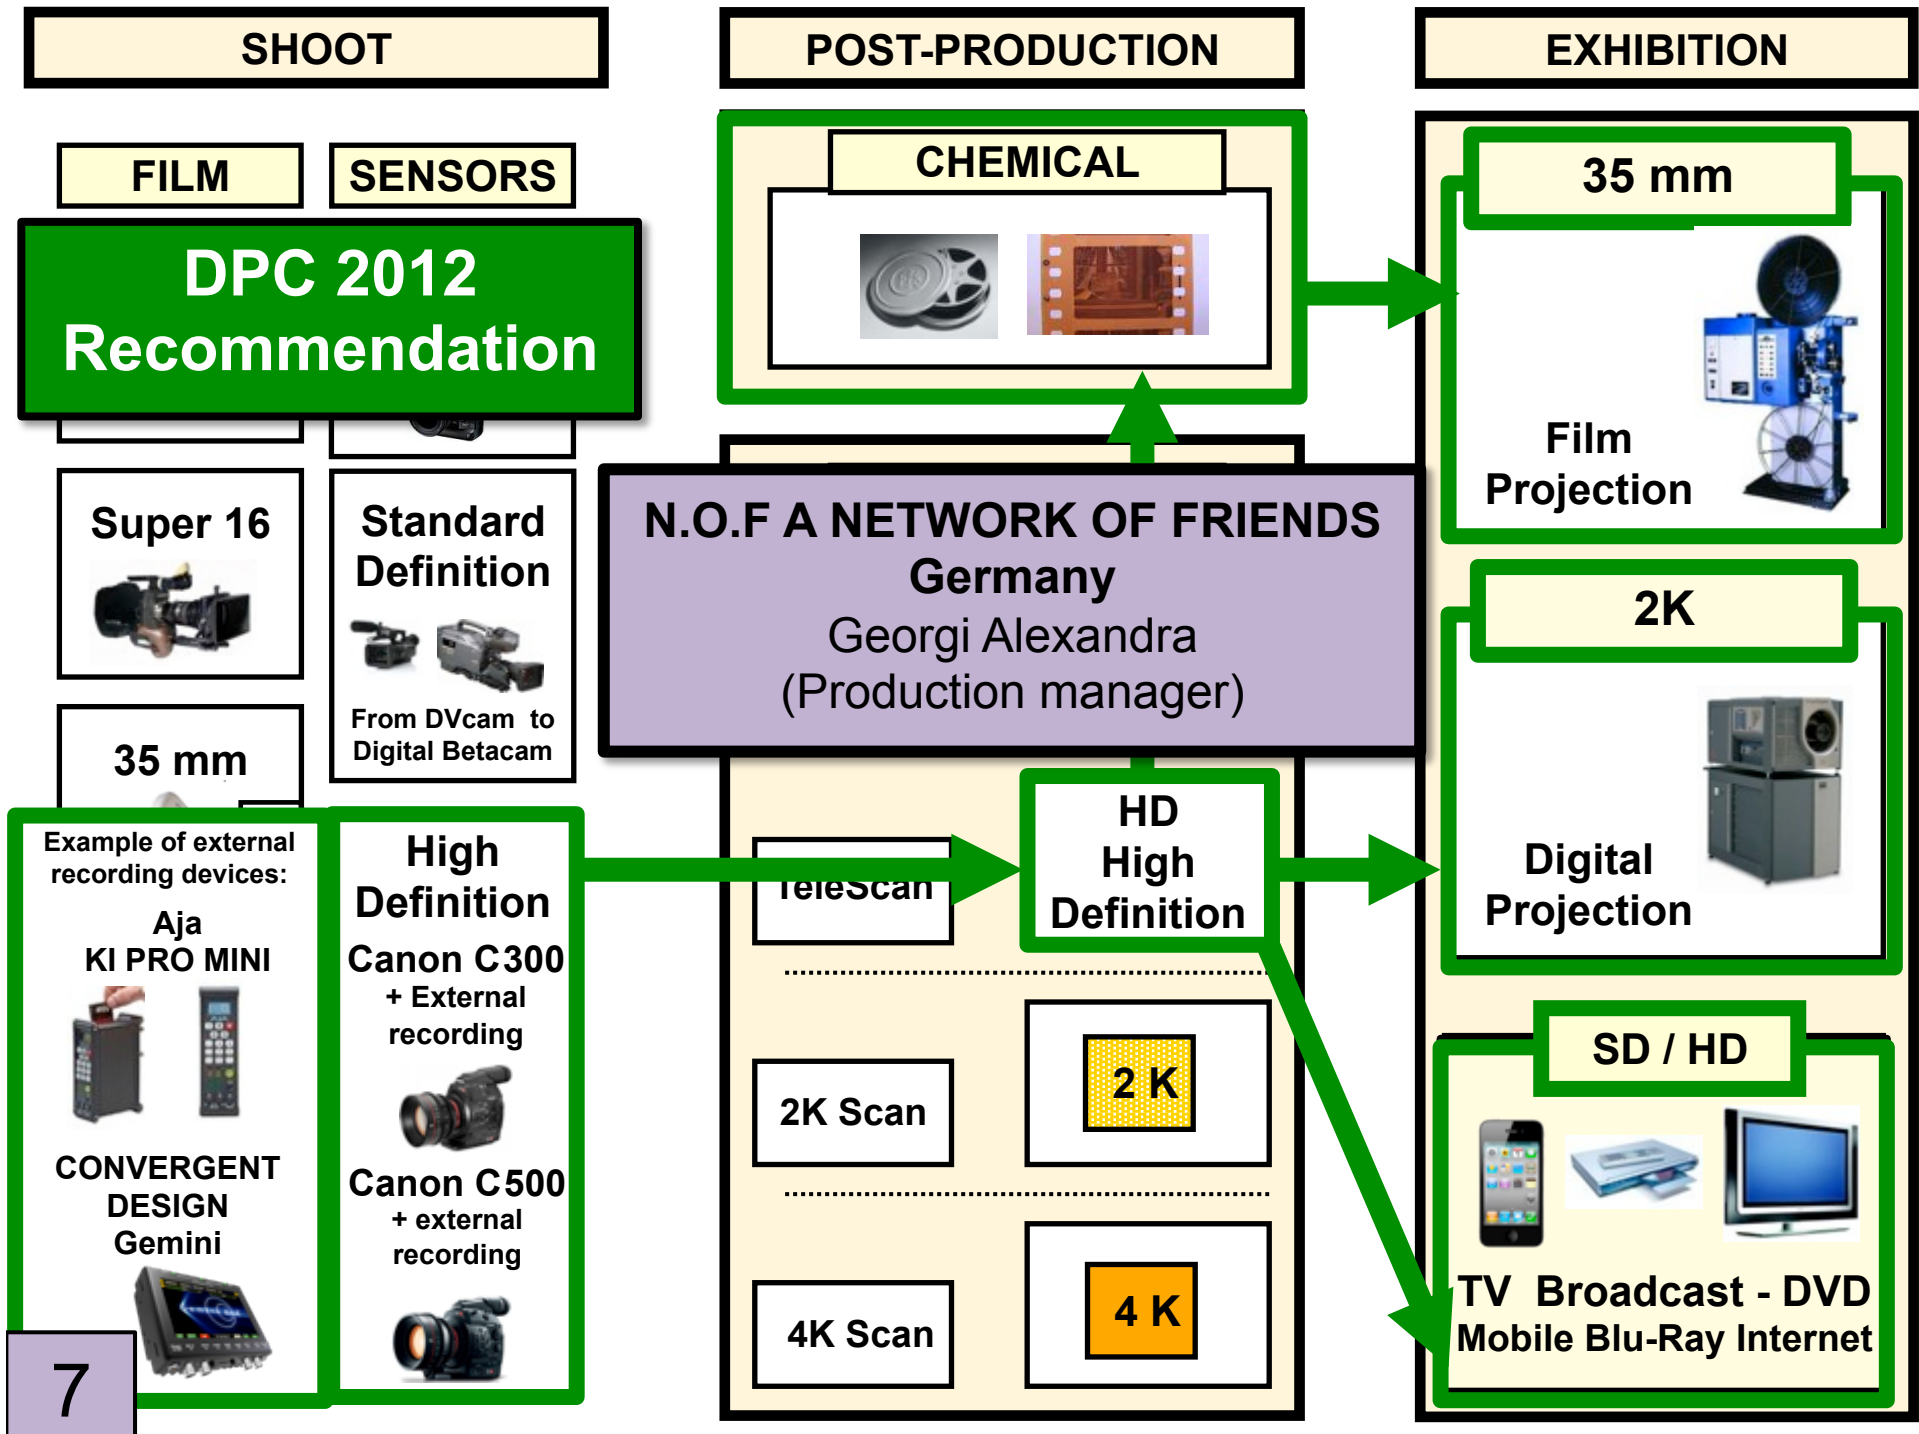 SHOOT
POST-PRODUCTION
EXHIBITION
FILM
SENSORS
DPC 2012
Recommendation
Super 16
35 mm
Standard
Definition
From DVcam to
Digital Betacam
Example of external
recording devices:
Aja
KI PRO MINI
CONVERGENT
DESIGN
Gemini
7
High
Definition
Canon C300
+ External
recording
Canon C500
+ external
recording
CHEMICAL
N.O.F A NETWORK OF FRIENDS
Germany
Georgi Alexandra
(Production manager)
TeleScan
HD
High
Definition
2K Scan
2 K
4K Scan
4 K
35 mm
Film
Projection
2K
Digital
Projection
SD / HD
TV Broadcast - DVD
Mobile Blu-Ray Internet